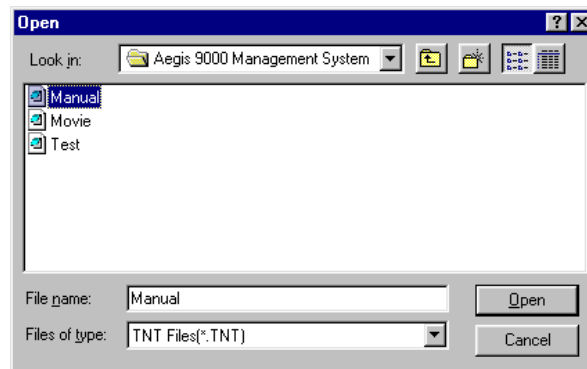 Open
Look in: Aegis 9000 Management System
Manual
Movie
Test
File name: Manual Open
Files of type: TNT Files(*.TNT) Cancel